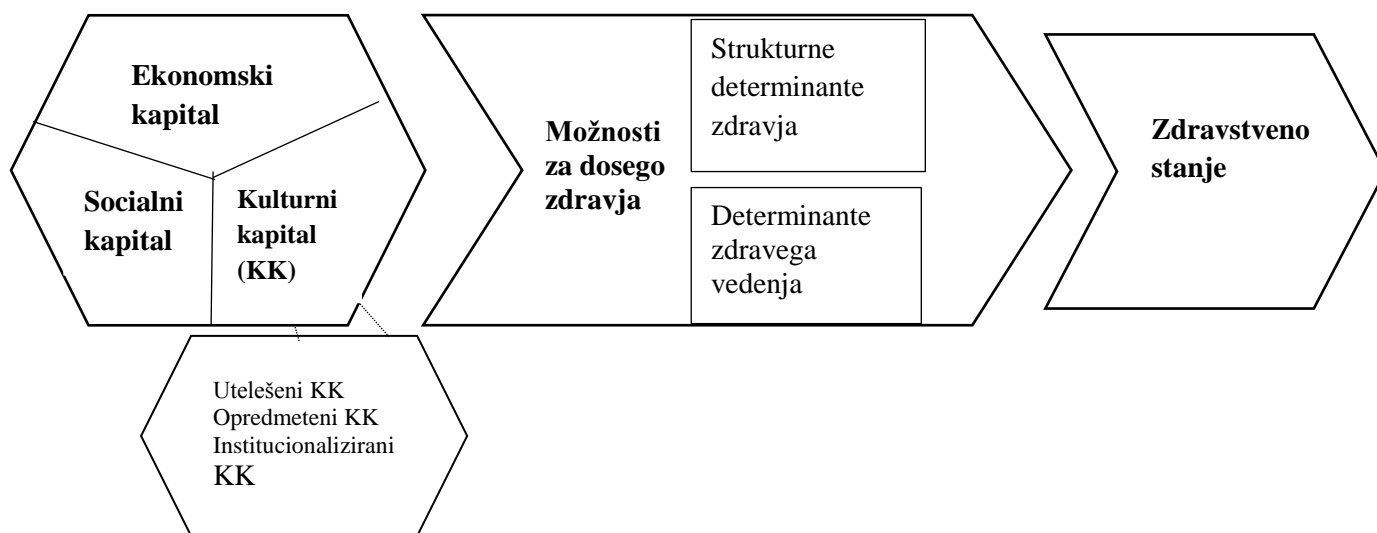 Ekonomski
kapital
Socialni
kapital
Kulturni
kapital
(KK)
Utelešeni KK
Opredmeteni KK
Institucionalizirani
KK
Možnosti
za dosego
zdravja
Strukturne
determinante
zdravja
Determinante
zdravega
vedenja
Zdravstveno
stanje